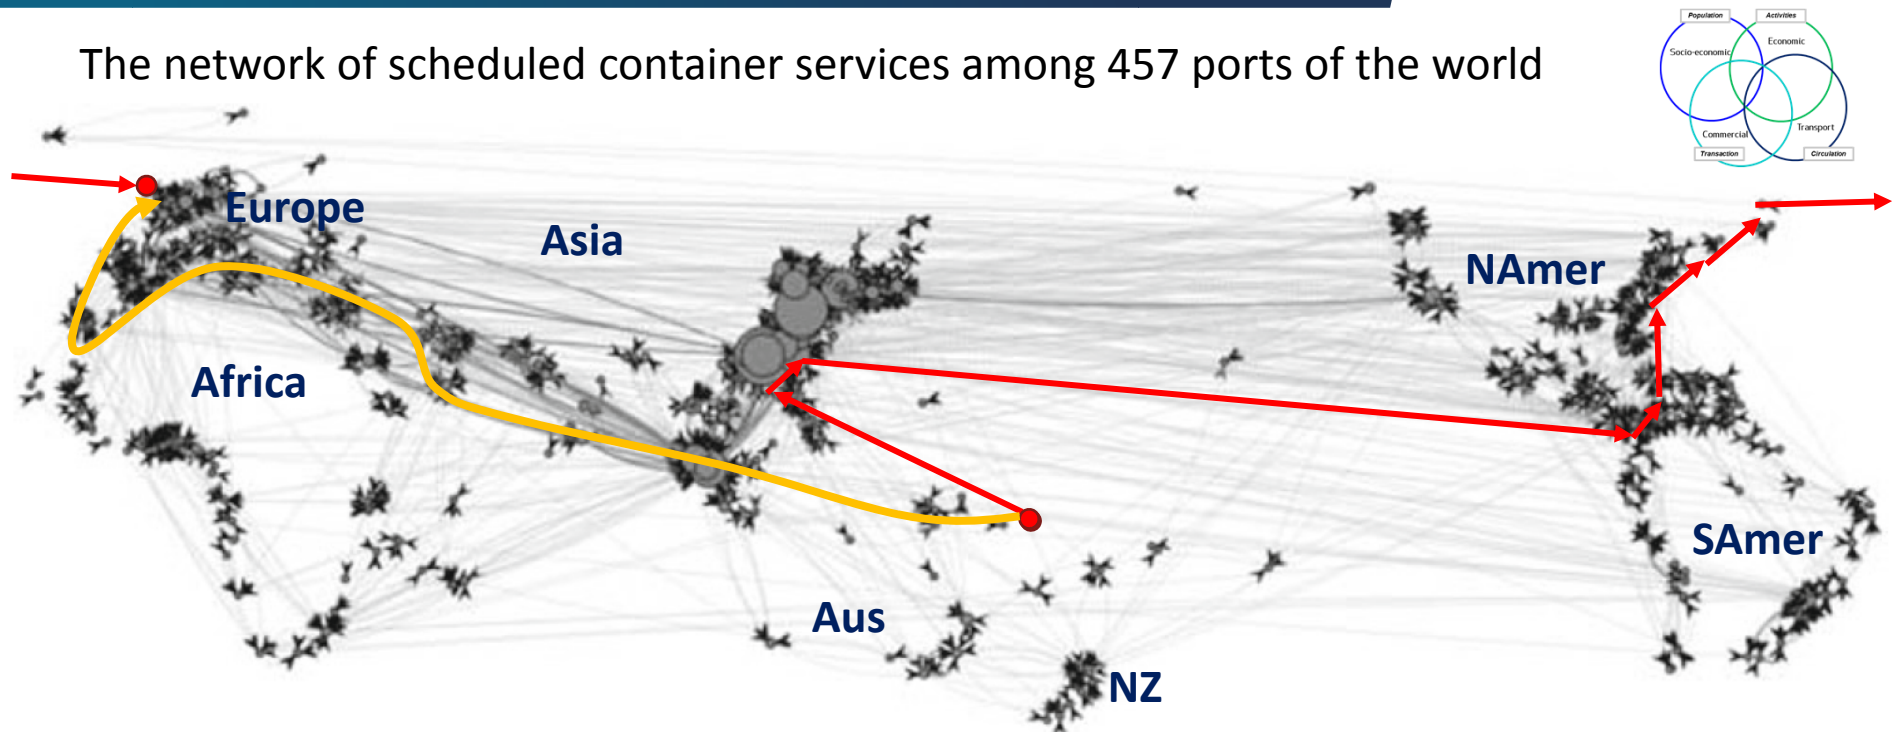 The network of scheduled container services among 457 ports of the world
Population
Activities
Socio-economic
Economic
Commercial
Transport
Transaction
Circulation
Europe
Asia
NAmer
Africa
SAmer
Aus
NZ